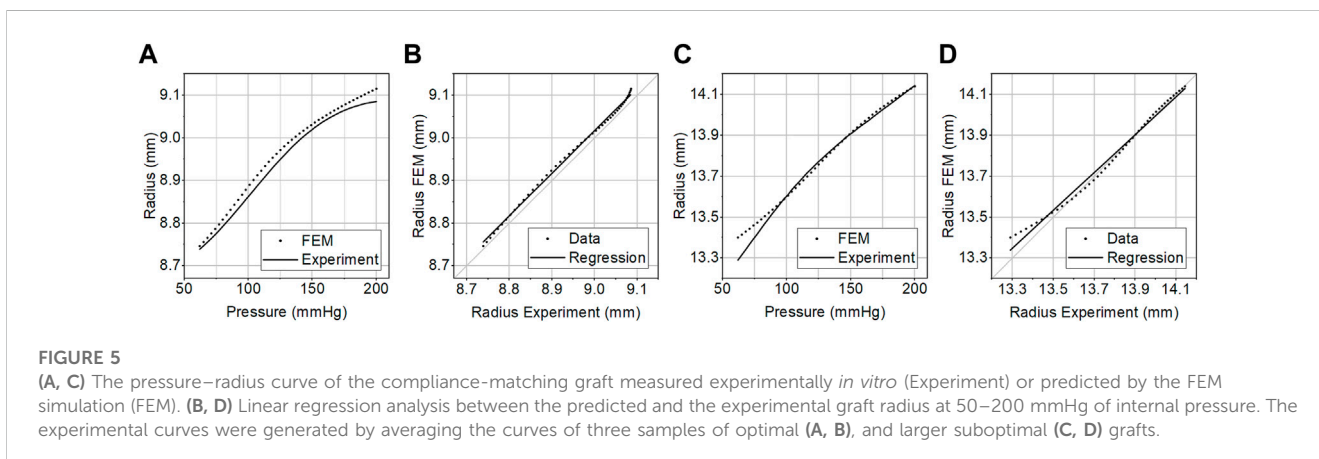 A
B
C
D
Radius (mm)
9.1
9.0
8.9
8.8
8.7
FEM
Experiment
50
100
150
200
Pressure (mmHg)
Radius FEM (mm)
9.1
9.0
8.9
8.8
8.7
Data
Regression
8.7
8.8
8.9
9.0
9.1
Radius Experiment (mm)
Radius (mm)
14.1
13.9
13.7
13.5
13.3
FEM
Experiment
50
100
150
200
Pressure (mmHg)
Radius FEM (mm)
14.1
13.9
13.7
13.5
13.3
Data
Regression
13.3
13.5
13.7
13.9
14.1
Radius Experiment (mm)
FIGURE 5
(A, C) The pressure–radius curve of the compliance-matching graft measured experimentally in vitro (Experiment) or predicted by the FEM
simulation (FEM). (B, D) Linear regression analysis between the predicted and the experimental graft radius at 50–200 mmHg of internal pressure. The
experimental curves were generated by averaging the curves of three samples of optimal (A, B), and larger suboptimal (C, D) grafts.